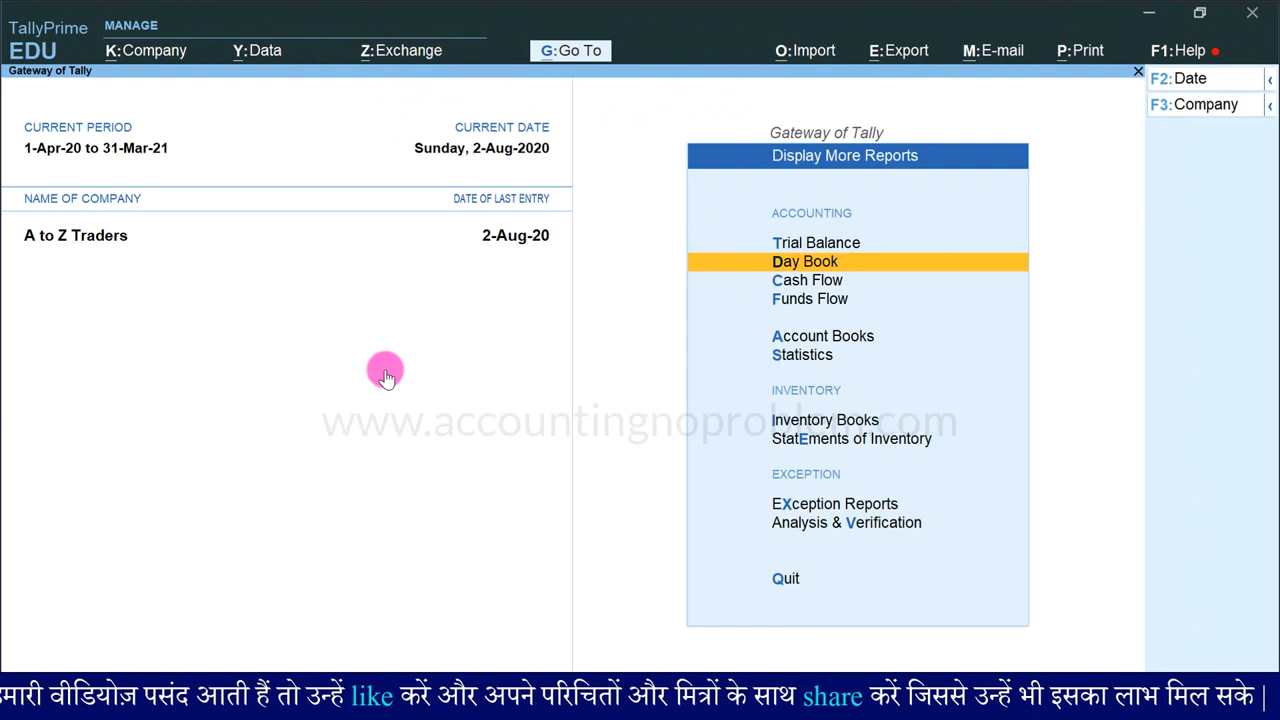 TallyPrime
EDU
MANAGE
K:Company
Y:Data
Z:Exchange
G:Go To
O:Import
E:Export
M:E-mail
P:Print
F1:Help
Gateway of Tally
F2:Date
F3:Company
CURRENT PERIOD
CURRENT DATE
1-Apr-20 to 31-Mar-21
Sunday, 2-Aug-2020
NAME OF COMPANY
DATE OF LAST ENTRY
A to Z Traders
2-Aug-20
Gateway of Tally
Display More Reports
ACCOUNTING
Trial Balance
Day Book
Cash Flow
Funds Flow
Account Books
Statistics
INVENTORY
Inventory Books
StatEments of Inventory
EXCEPTION
EXception Reports
Analysis & Verification
Quit
www.accountingnoproblem.com
हमारी वीडियोज़ पसंद आती हैं तो उन्हें like करें और अपने परिचितों और मित्रों के साथ share करें जिससे उन्हें भी इसका लाभ मिल सके |